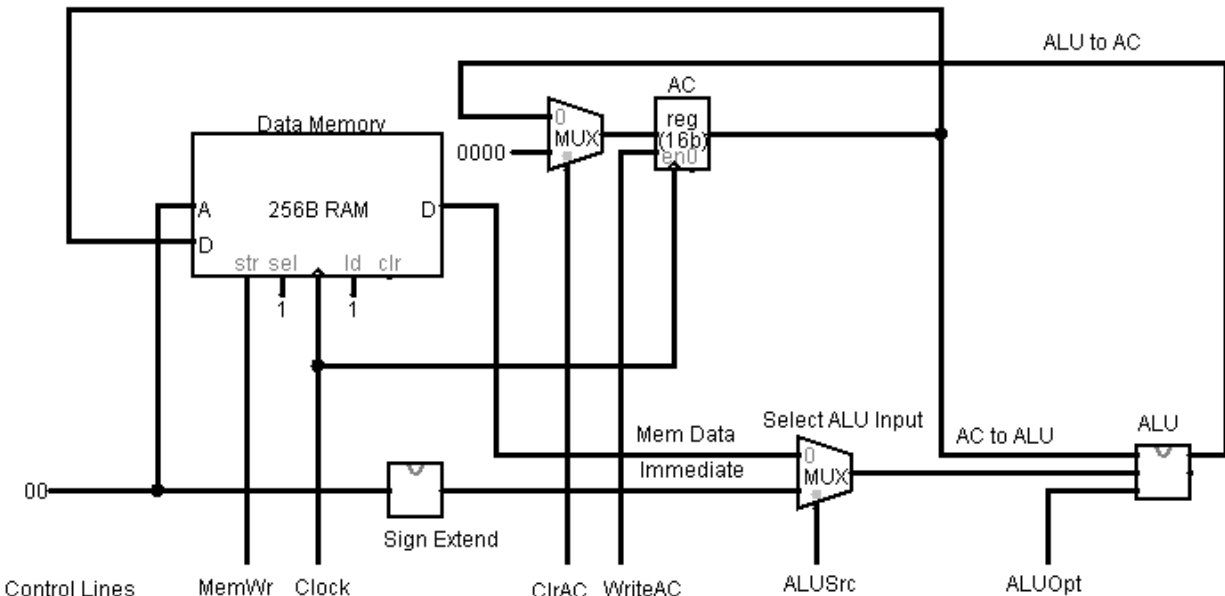 ALU to AC
AC
Data Memory
0
reg
MUX
(16b)
0000
en0
A
256B RAM
D
D
str sel ld clr
1
1
Select ALU Input
Mem Data
AC to ALU
ALU
0
Immediate
MUX
00
Sign Extend
Control Lines
MemWr
Clock
ClrAC
WriteAC
ALUSrc
ALUOpt